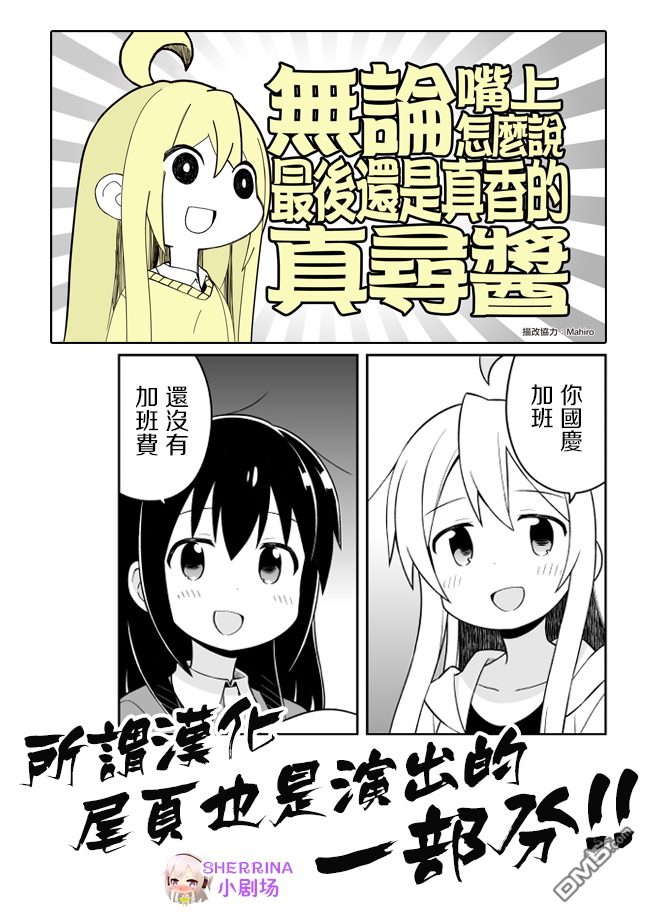 無論
嘴上
怎麼說
最後還是真香的
真尋醬
描改協力：Mahiro
你國慶
加班
還沒有
加班費
所謂漢化
尾頁也是演出的
一部分!!
SHERRINA
小剧场
DM5.com